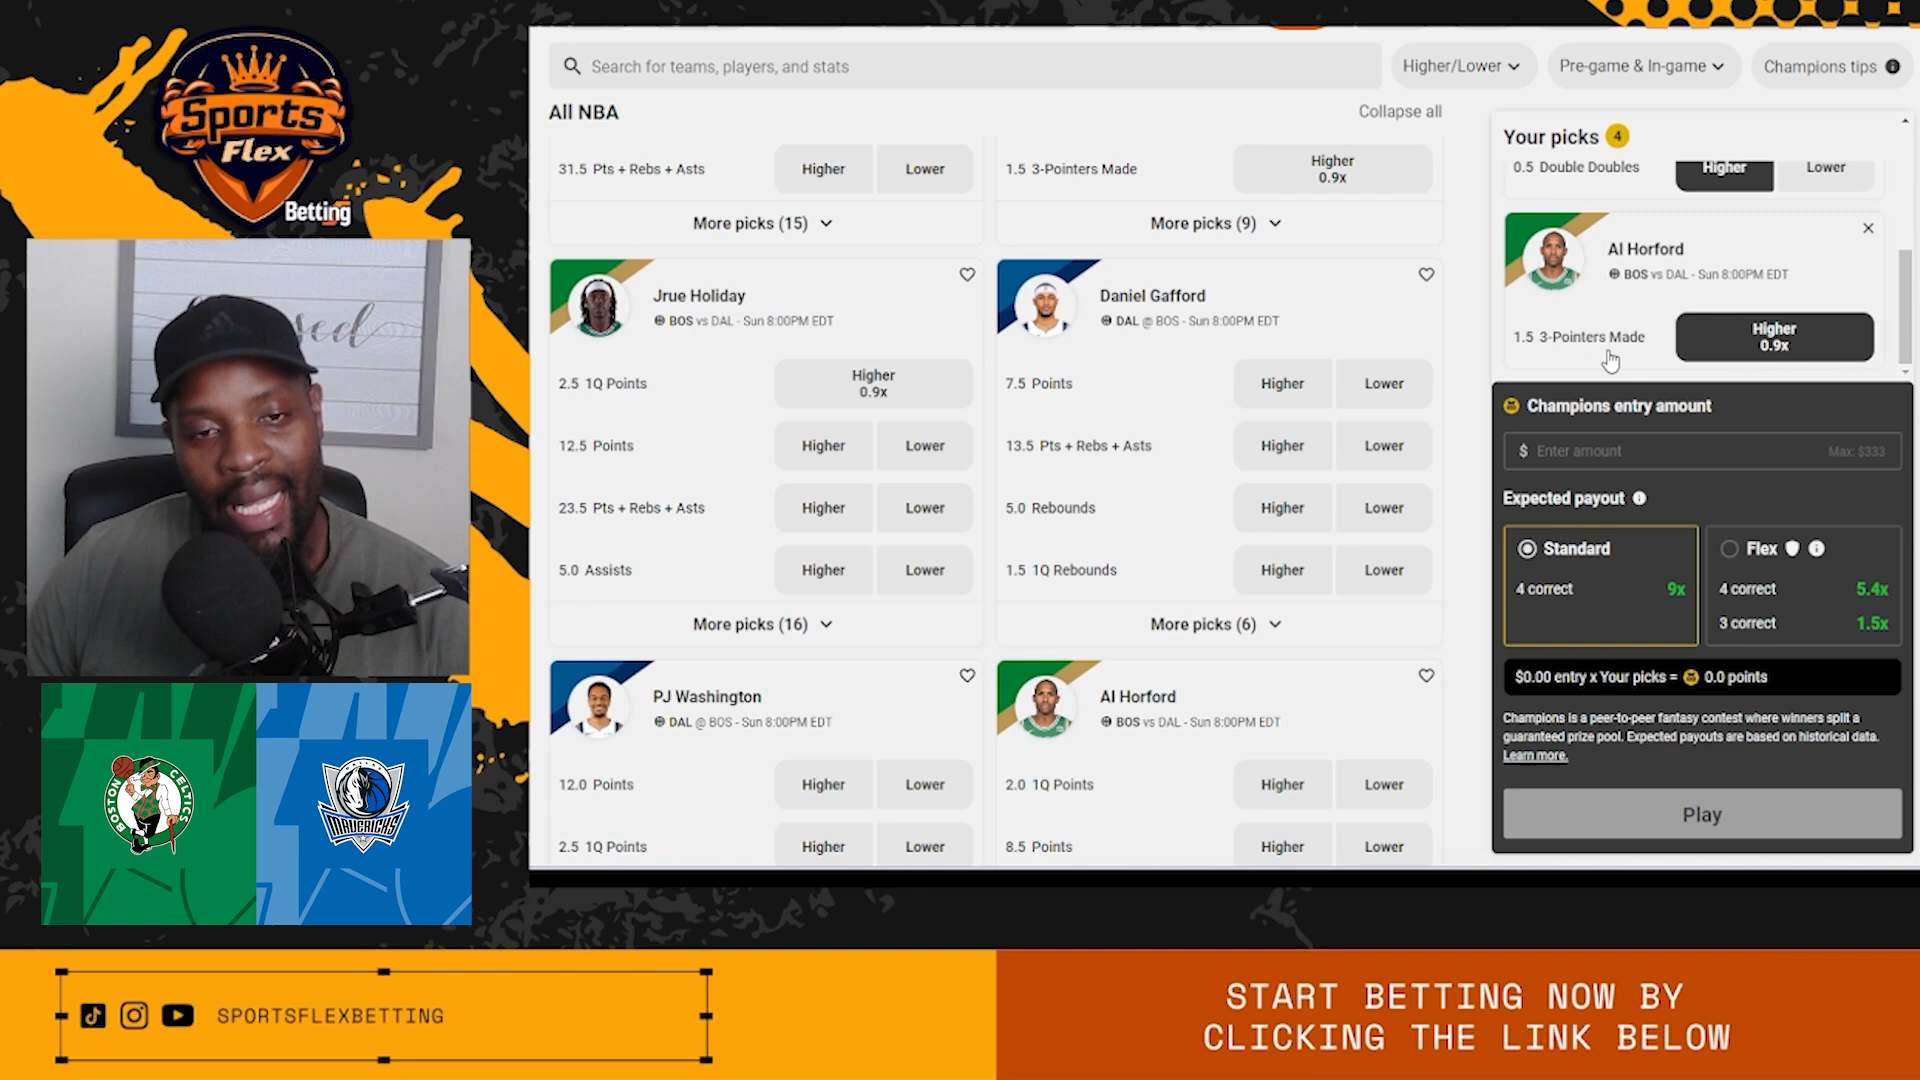 Sports
Flex
Betting
sed
BOSTON
CELTICS
DALLAS
MAVERICKS
SPORTSFLEXBETTING
Search for teams, players, and stats
Higher/Lower
Pre-game & In-game
Champions tips
All NBA
Collapse all
31.5 Pts + Rebs + Asts
Higher
Lower
More picks (15)
1.5 3-Pointers Made
Higher
0.9x
More picks (9)
Jrue Holiday
BOS vs DAL - Sun 8:00PM EDT
2.5 1Q Points
Higher
0.9x
12.5 Points
Higher
Lower
23.5 Pts + Rebs + Asts
Higher
Lower
5.0 Assists
Higher
Lower
More picks (16)
Daniel Gafford
DAL @ BOS - Sun 8:00PM EDT
7.5 Points
Higher
Lower
13.5 Pts + Rebs + Asts
Higher
Lower
5.0 Rebounds
Higher
Lower
1.5 1Q Rebounds
Higher
Lower
More picks (6)
PJ Washington
DAL @ BOS - Sun 8:00PM EDT
12.0 Points
Higher
Lower
2.5 1Q Points
Higher
Lower
Al Horford
BOS vs DAL - Sun 8:00PM EDT
2.0 1Q Points
Higher
Lower
8.5 Points
Higher
Lower
Your picks 4
0.5 Double Doubles
Higher
Lower
Al Horford
BOS vs DAL - Sun 8:00PM EDT
1.5 3-Pointers Made
Higher
0.9x
Champions entry amount
$ Enter amount
Max: $333
Expected payout
Standard
4 correct 9x
Flex
4 correct 5.4x
3 correct 1.5x
$0.00 entry x Your picks = 0.0 points
Champions is a peer-to-peer fantasy contest where winners split a
guaranteed prize pool. Expected payouts are based on historical data.
Learn more.
Play
START BETTING NOW BY
CLICKING THE LINK BELOW